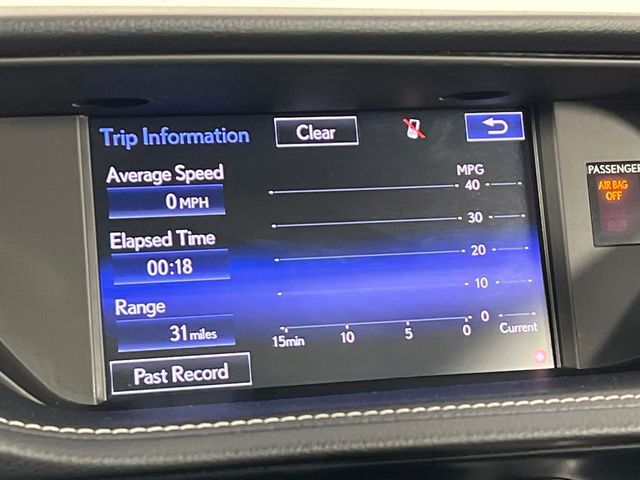 Trip Information
Clear
Average Speed
0 MPH
Elapsed Time
00:18
Range
31 miles
Past Record
MPG
40
30
20
10
0
15min 10 5 0 Current
PASSENGER
AIR BAG
OFF